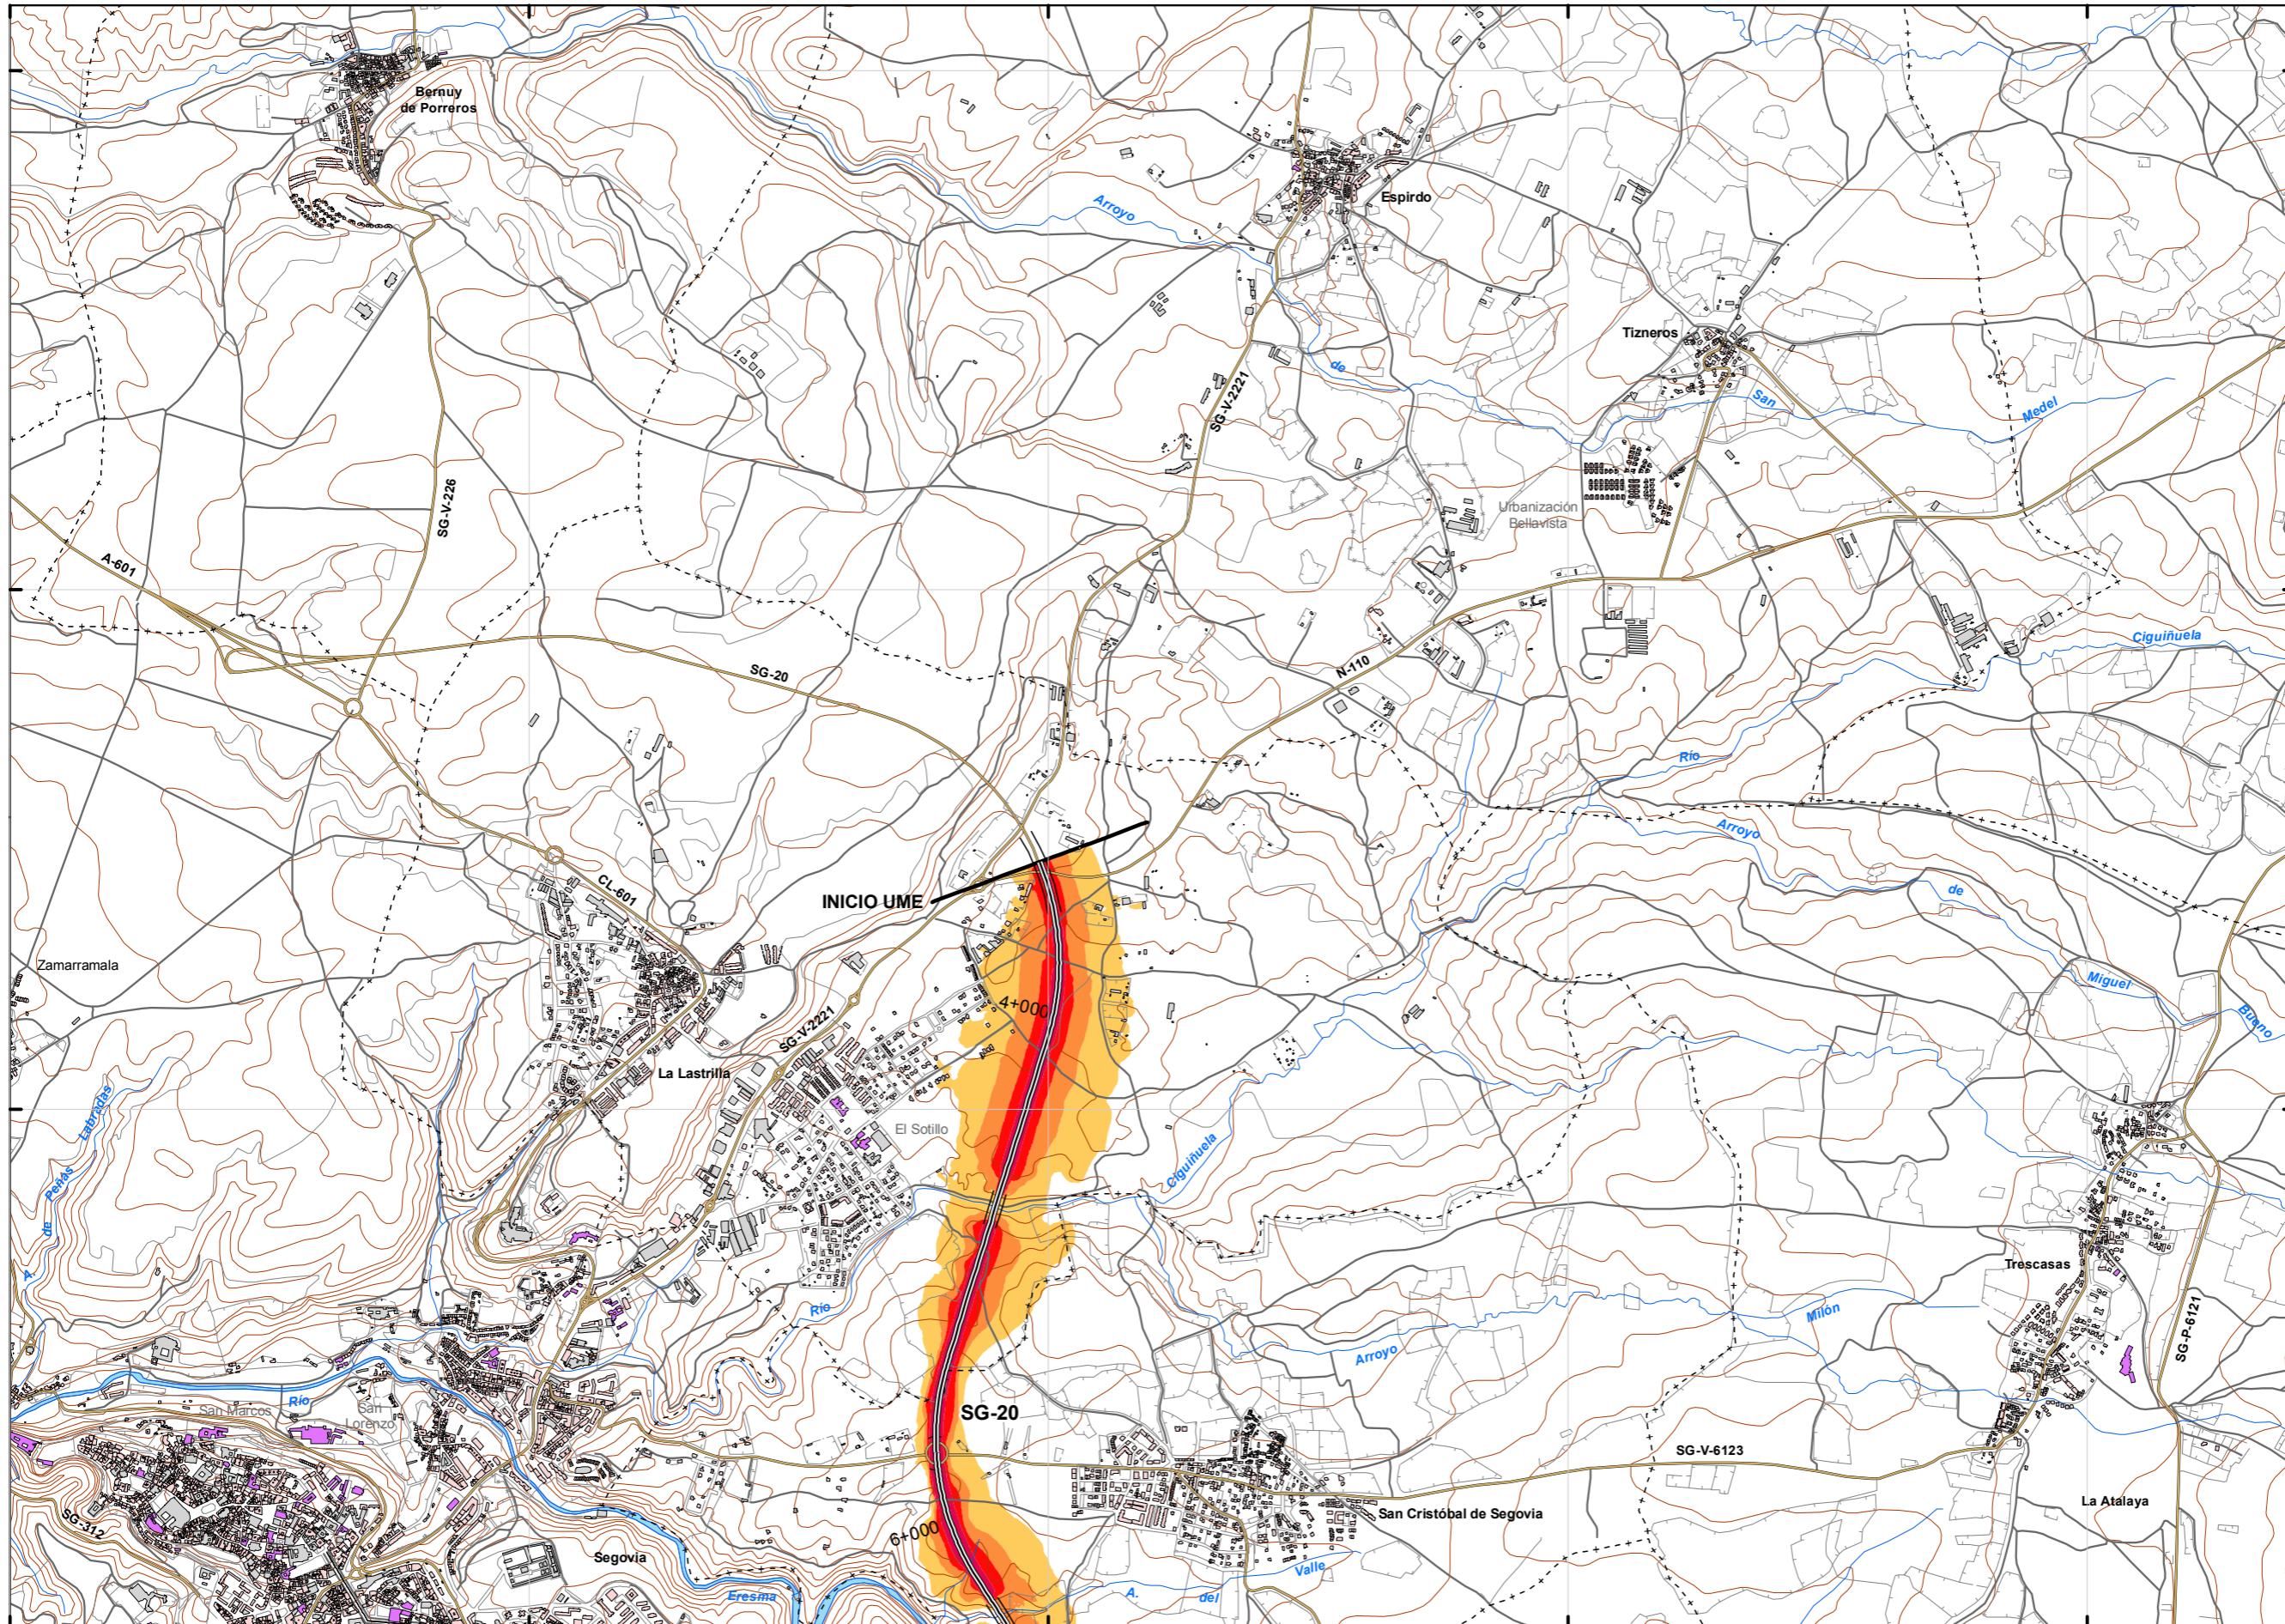 Bernuy
de Porreros
Arroyo
Espirdo
Tizneros
de
San
Medel
SG-V-2221
SG-V-226
Urbanización
Bellavista
A-601
Ciguiñuela
SG-20
N-110
Río
Arroyo
de
CL-601
INICIO UME
Zamarramala
Miguel
Bueno
4+000
SG-V-2221
La Lastrilla
Labradas
El Sotillo
Ciguiñuela
Peñas
de
A.
Trescasas
Río
Milón
SG-P-6121
Arroyo
Río
San Marcos
San
Lorenzo
SG-20
SG-V-6123
La Atalaya
San Cristóbal de Segovia
SG-312
6+000
Segovia
Valle
Eresma
A.
del